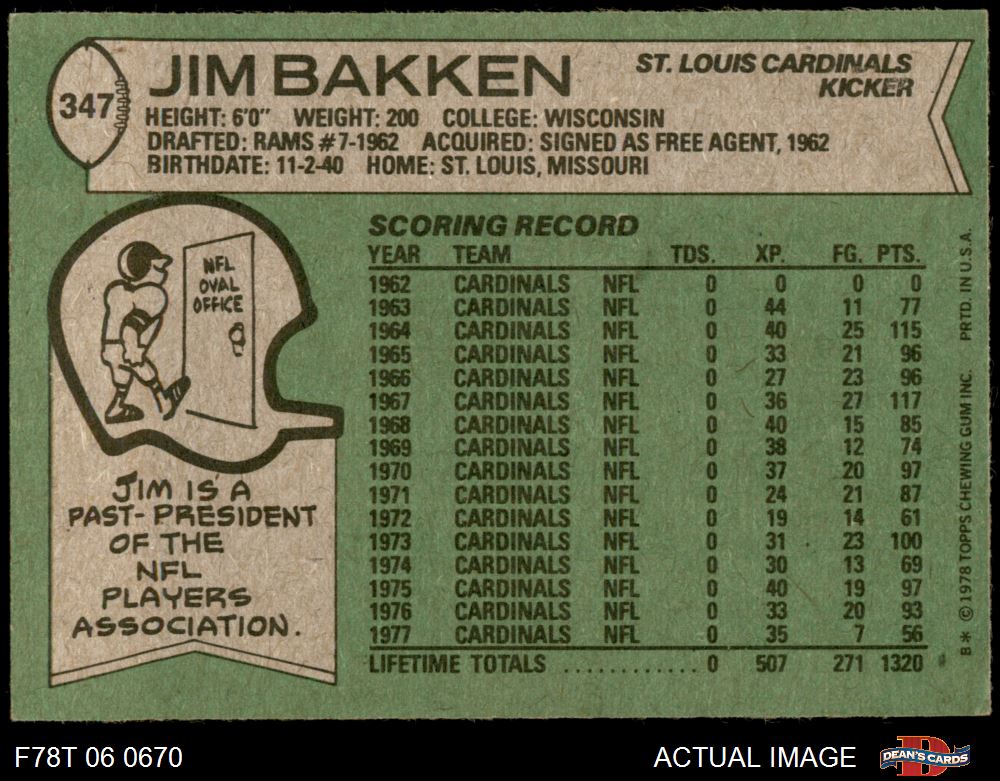 347
JIM BAKKEN
ST. LOUIS CARDINALS
KICKER
HEIGHT: 6'0" WEIGHT: 200 COLLEGE: WISCONSIN
DRAFTED: RAMS #7-1962 ACQUIRED: SIGNED AS FREE AGENT, 1962
BIRTHDATE: 11-2-40 HOME: ST. LOUIS, MISSOURI
NFL
OVAL
OFFICE
JIM IS A
PAST-PRESIDENT
OF THE
NFL
PLAYERS
ASSOCIATION.
SCORING RECORD
YEAR TEAM TDS. XP. FG. PTS.
1962 CARDINALS NFL 0 0 0 0
1963 CARDINALS NFL 0 44 11 77
1964 CARDINALS NFL 0 40 25 115
1965 CARDINALS NFL 0 33 21 96
1966 CARDINALS NFL 0 27 23 96
1967 CARDINALS NFL 0 36 27 117
1968 CARDINALS NFL 0 40 15 85
1969 CARDINALS NFL 0 38 12 74
1970 CARDINALS NFL 0 37 20 97
1971 CARDINALS NFL 0 24 21 87
1972 CARDINALS NFL 0 19 14 61
1973 CARDINALS NFL 0 31 23 100
1974 CARDINALS NFL 0 30 13 69
1975 CARDINALS NFL 0 40 19 97
1976 CARDINALS NFL 0 33 20 93
1977 CARDINALS NFL 0 35 7 56
LIFETIME TOTALS ............ 0 507 271 1320
B* © 1978 TOPPS CHEWING GUM INC. PRTD. IN U.S.A.
F78T 06 0670
ACTUAL IMAGE
D
DEAN'S CARDS